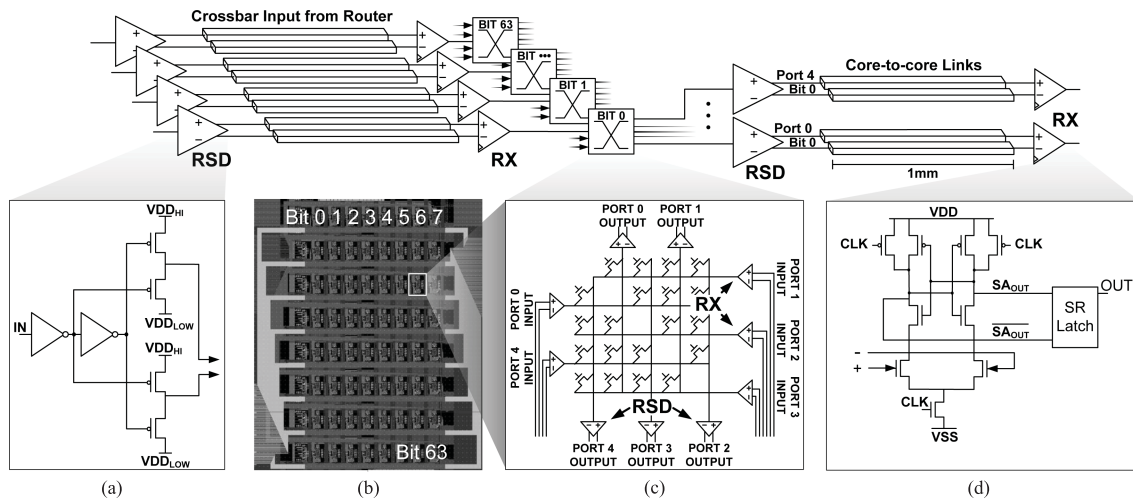 Crossbar Input from Router
BIT 63
BIT •••
BIT 1
BIT 0
Core-to-core Links
Port 4
Bit 0
Port 0
Bit 0
RSD
RX
RSD
RX
1mm
VDD_HI
VDD_LOW
VDD_HI
VDD_LOW
IN
Bit 0 1 2 3 4 5 6 7
Bit 63
PORT 0 OUTPUT
PORT 1 OUTPUT
PORT 0 INPUT
PORT 4 INPUT
PORT 1 INPUT
PORT 2 INPUT
PORT 3 INPUT
RX
RSD
PORT 4 OUTPUT
PORT 3 OUTPUT
PORT 2 OUTPUT
VDD
CLK
CLK
SA_OUT
SA_OUT
SR Latch
OUT
CLK
VSS
(a)
(b)
(c)
(d)